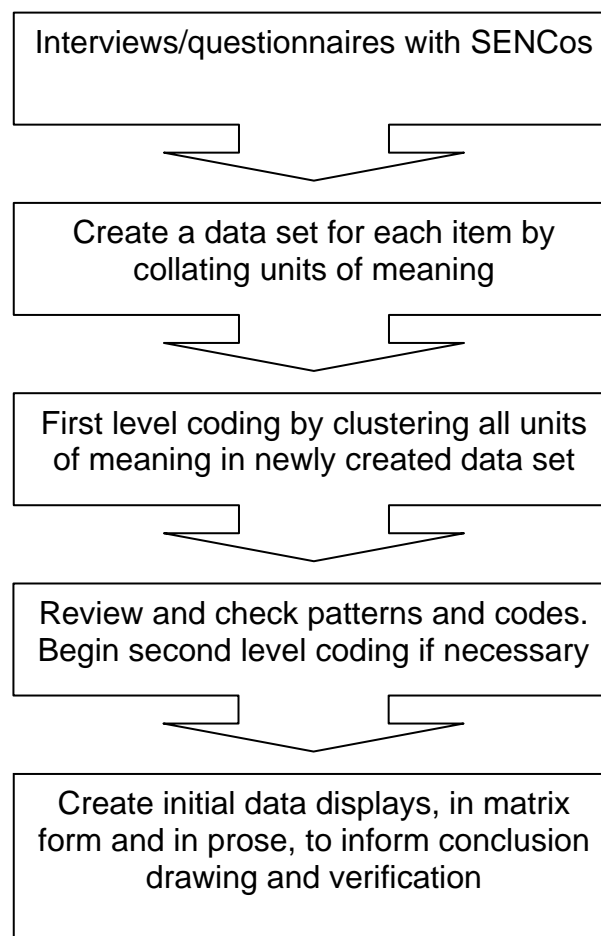 Interviews/questionnaires with SENCos
Create a data set for each item by
collating units of meaning
First level coding by clustering all units
of meaning in newly created data set
Review and check patterns and codes.
Begin second level coding if necessary
Create initial data displays, in matrix
form and in prose, to inform conclusion
drawing and verification